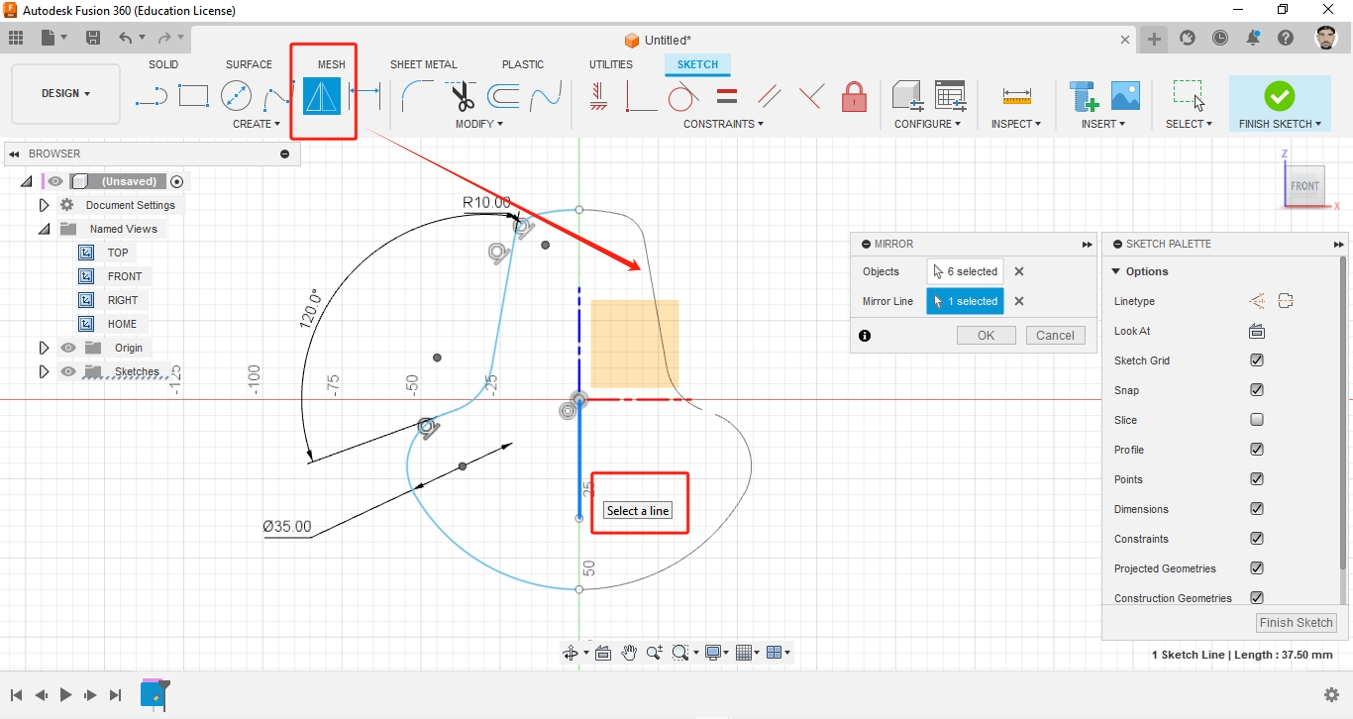 Autodesk Fusion 360 (Education License)
Untitled*
SOLID SURFACE MESH SHEET METAL PLASTIC UTILITIES SKETCH
DESIGN
CREATE MODIFY CONSTRAINTS CONFIGURE INSPECT INSERT SELECT FINISH SKETCH
BROWSER
(Unsaved)
Document Settings
Named Views
TOP
FRONT
RIGHT
HOME
Origin
Sketches
-125
-100
-75
-50
-25
R10.00
120.0°
Ø35.00
25
50
Select a line
Z
FRONT
X
MIRROR
Objects 6 selected
Mirror Line 1 selected
OK Cancel
SKETCH PALETTE
Options
Linetype
Look At
Sketch Grid
Snap
Slice
Profile
Points
Dimensions
Constraints
Projected Geometries
Construction Geometries
Finish Sketch
1 Sketch Line | Length : 37.50 mm